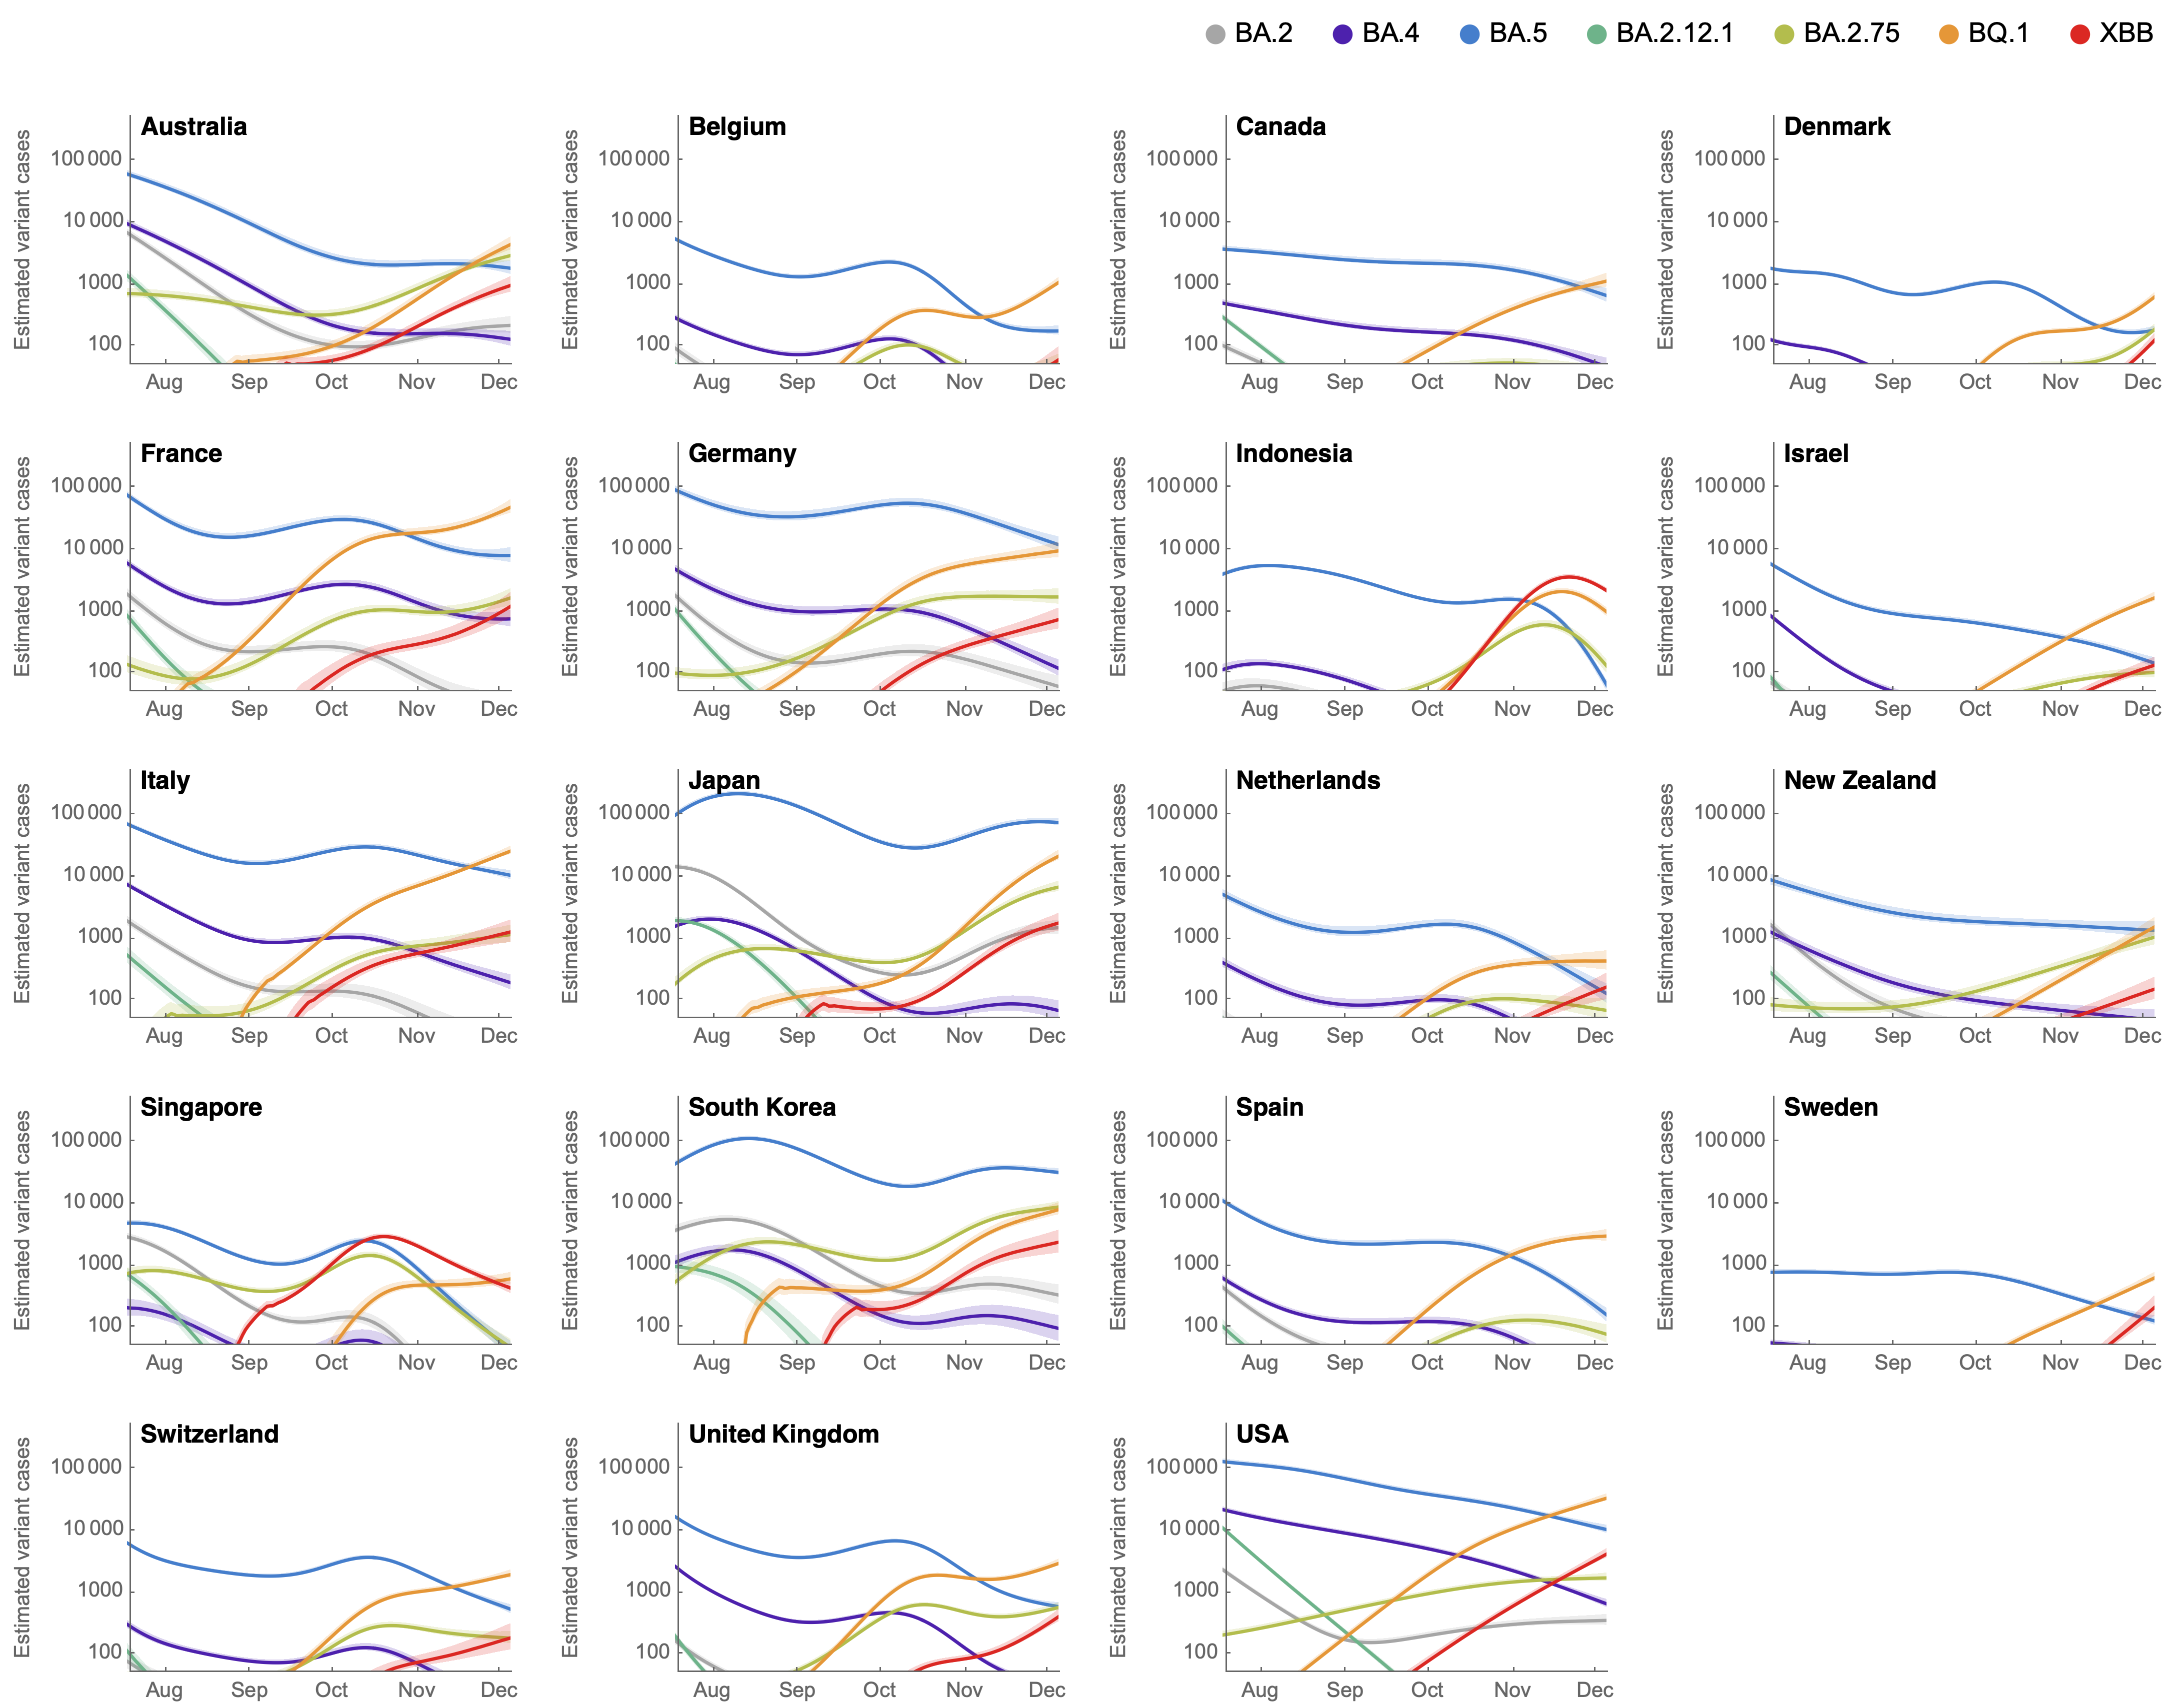 BA.2 BA.4 BA.5 BA.2.12.1 BA.2.75 BQ.1 XBB
Australia
Estimated variant cases
100 000
10 000
1000
100
Aug Sep Oct Nov Dec
Belgium
Estimated variant cases
100 000
10 000
1000
100
Aug Sep Oct Nov Dec
Canada
Estimated variant cases
100 000
10 000
1000
100
Aug Sep Oct Nov Dec
Denmark
Estimated variant cases
100 000
10 000
1000
100
Aug Sep Oct Nov Dec
France
Estimated variant cases
100 000
10 000
1000
100
Aug Sep Oct Nov Dec
Germany
Estimated variant cases
100 000
10 000
1000
100
Aug Sep Oct Nov Dec
Indonesia
Estimated variant cases
100 000
10 000
1000
100
Aug Sep Oct Nov Dec
Israel
Estimated variant cases
100 000
10 000
1000
100
Aug Sep Oct Nov Dec
Italy
Estimated variant cases
100 000
10 000
1000
100
Aug Sep Oct Nov Dec
Japan
Estimated variant cases
100 000
10 000
1000
100
Aug Sep Oct Nov Dec
Netherlands
Estimated variant cases
100 000
10 000
1000
100
Aug Sep Oct Nov Dec
New Zealand
Estimated variant cases
100 000
10 000
1000
100
Aug Sep Oct Nov Dec
Singapore
Estimated variant cases
100 000
10 000
1000
100
Aug Sep Oct Nov Dec
South Korea
Estimated variant cases
100 000
10 000
1000
100
Aug Sep Oct Nov Dec
Spain
Estimated variant cases
100 000
10 000
1000
100
Aug Sep Oct Nov Dec
Sweden
Estimated variant cases
100 000
10 000
1000
100
Aug Sep Oct Nov Dec
Switzerland
Estimated variant cases
100 000
10 000
1000
100
Aug Sep Oct Nov Dec
United Kingdom
Estimated variant cases
100 000
10 000
1000
100
Aug Sep Oct Nov Dec
USA
Estimated variant cases
100 000
10 000
1000
100
Aug Sep Oct Nov Dec